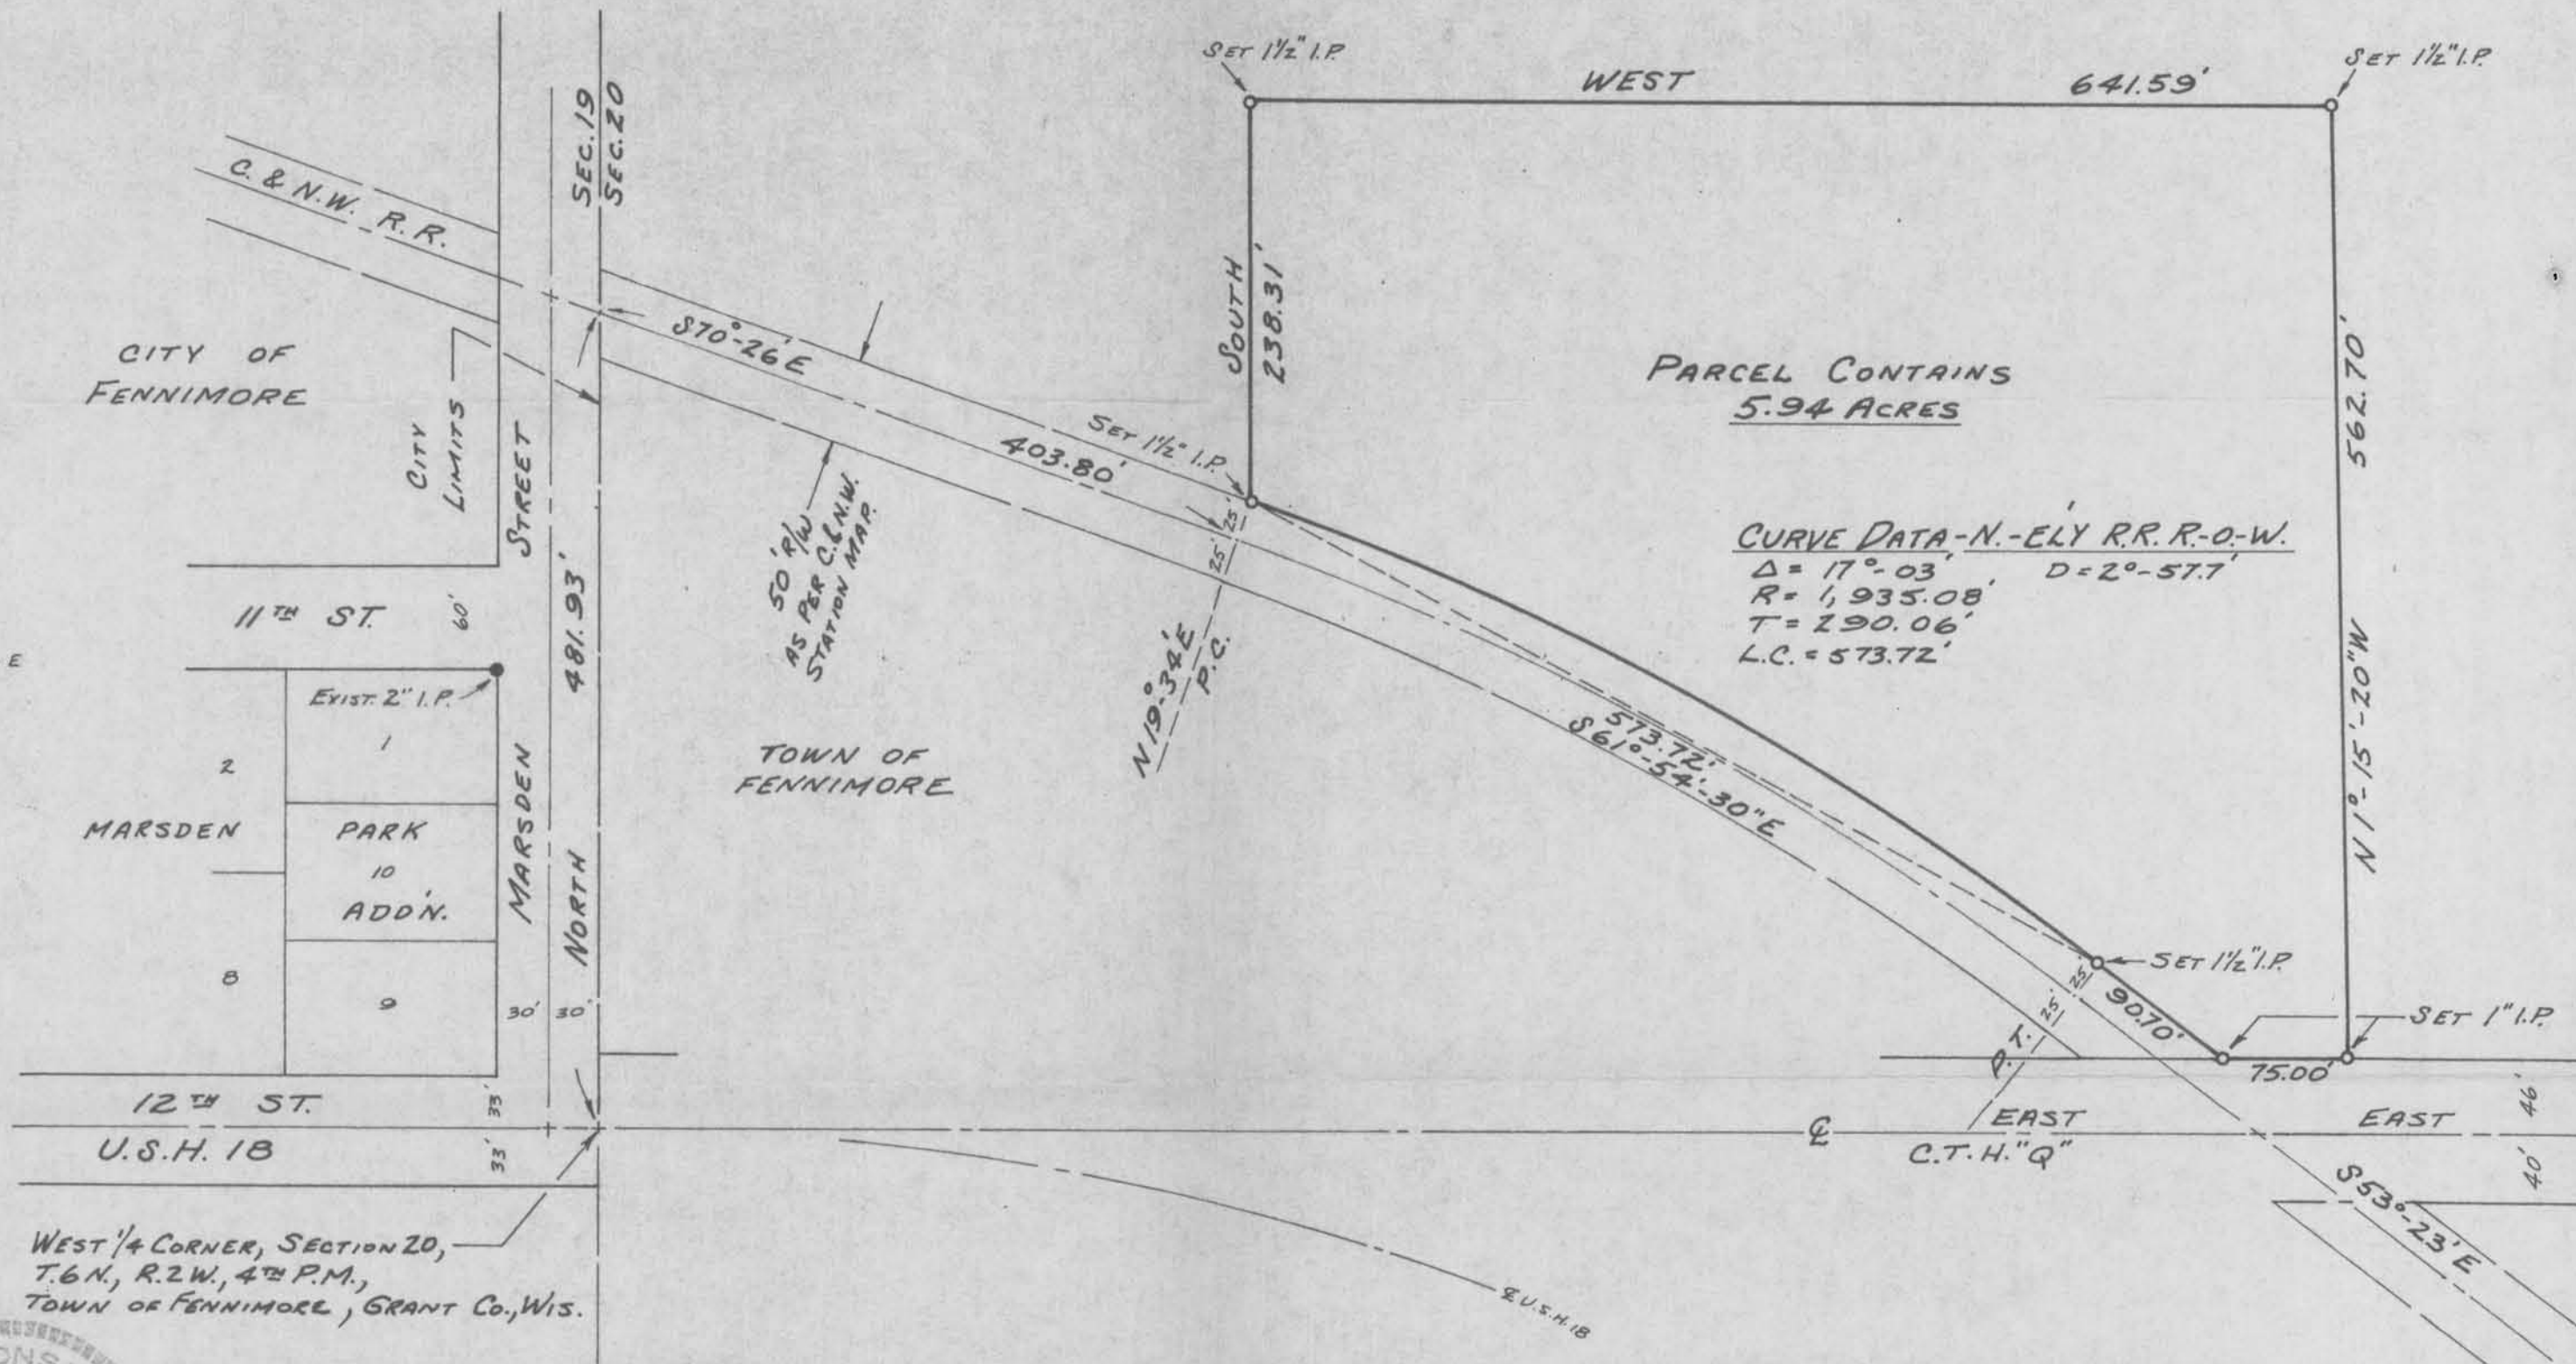 SET 1½" I.P.
WEST
641.59'
SET 1½" I.P.
SEC. 19
SEC. 20
C. & N.W. R.R.
S70°-26'E
SOUTH
238.31'
CITY OF
FENNIMORE
CITY
LIMITS
STREET
403.80'
SET 1½" I.P.
50' R/W
AS PER C.& N.W.
STATION MAP.
25'
25'
PARCEL CONTAINS
5.94 ACRES
562.70'
N 1°-15'-20"W
CURVE DATA-N.-E'LY R.R. R.-O.-W.
Δ = 17°-03' D = 2°-57.7'
R = 1,935.08'
T = 290.06'
L.C. = 573.72'
11TH ST.
60'
481.93'
E
EXIST. 2" I.P.
1
N 19°-34'E
P.C.
TOWN OF
FENNIMORE
573.72'
S 61°-54'-30"E
2
MARSDEN
PARK
10
ADD'N.
MARSDEN
NORTH
8
9
30'
30'
SET 1½" I.P.
25'
25'
90.70'
P.T.
SET 1" I.P.
75.00'
12TH ST.
33'
U.S.H. 18
33'
EAST
C.T.H. "Q"
EAST
46'
40'
S53°-23'E
WEST ¼ CORNER, SECTION 20,
T.6 N., R.2 W., 4TH P.M.,
TOWN OF FENNIMORE, GRANT CO., WIS.
℄
℄ U.S.H. 18